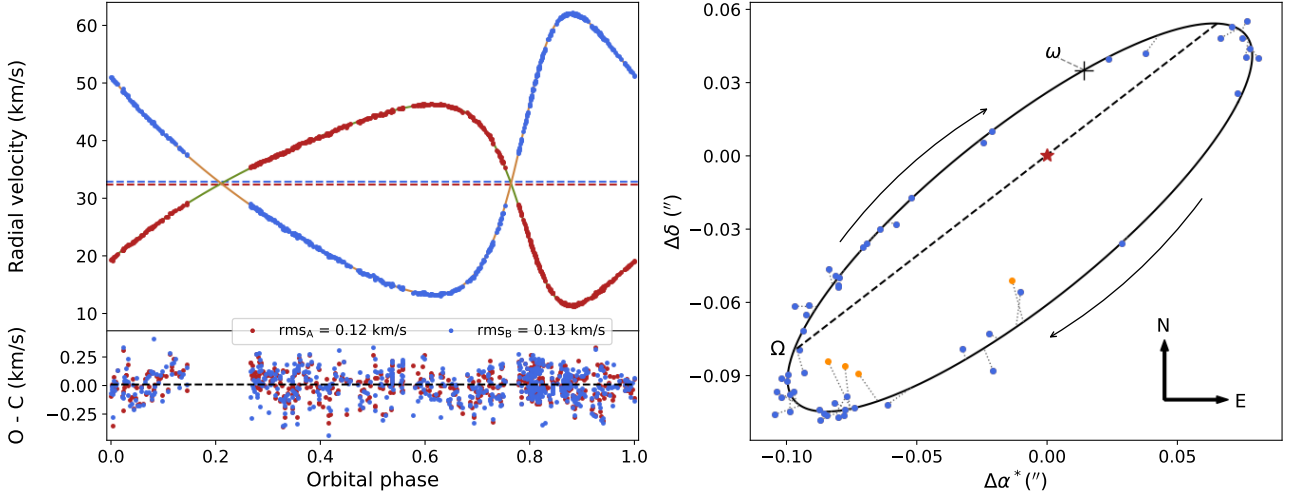 Radial velocity (km/s)
60
50
40
30
20
10
rms_A = 0.12 km/s
rms_B = 0.13 km/s
O - C (km/s)
0.25
0.00
−0.25
0.0 0.2 0.4 0.6 0.8 1.0
Orbital phase
Δδ (″)
0.06
0.03
0.00
−0.03
−0.06
−0.09
ω
Ω
N
E
−0.10 −0.05 0.00 0.05
Δα*(″)